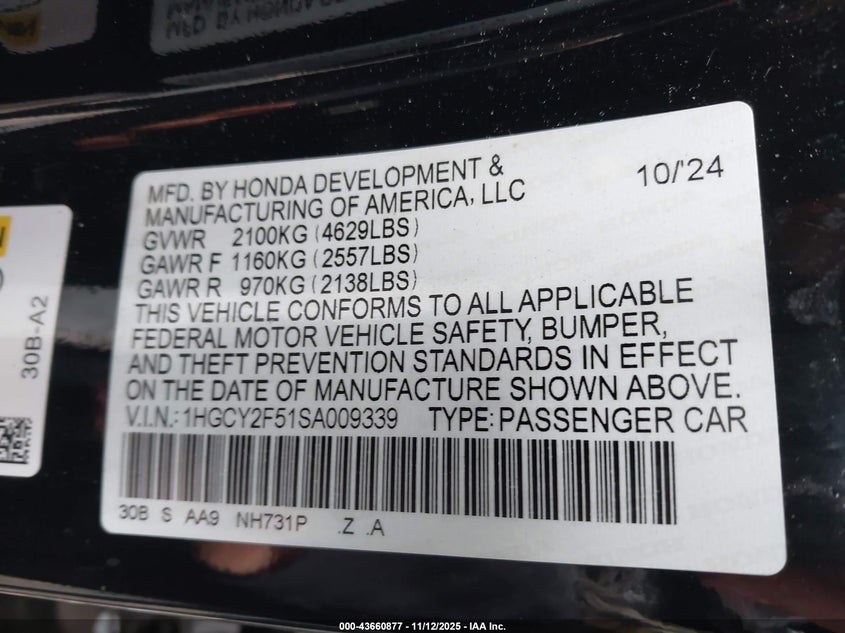 MFD. BY HONDA DEVELOPMENT &
MANUFACTURING OF AMERICA, LLC
10/'24
GVWR 2100KG (4629LBS)
GAWR F 1160KG (2557LBS)
GAWR R 970KG (2138LBS)
THIS VEHICLE CONFORMS TO ALL APPLICABLE
FEDERAL MOTOR VEHICLE SAFETY, BUMPER,
AND THEFT PREVENTION STANDARDS IN EFFECT
ON THE DATE OF MANUFACTURE SHOWN ABOVE.
V.I.N.: 1HGCY2F51SA009339 TYPE: PASSENGER CAR
30B S AA9 NH731P .Z .A
30B-A2
000-43660877 - 11/12/2025 - IAA Inc.